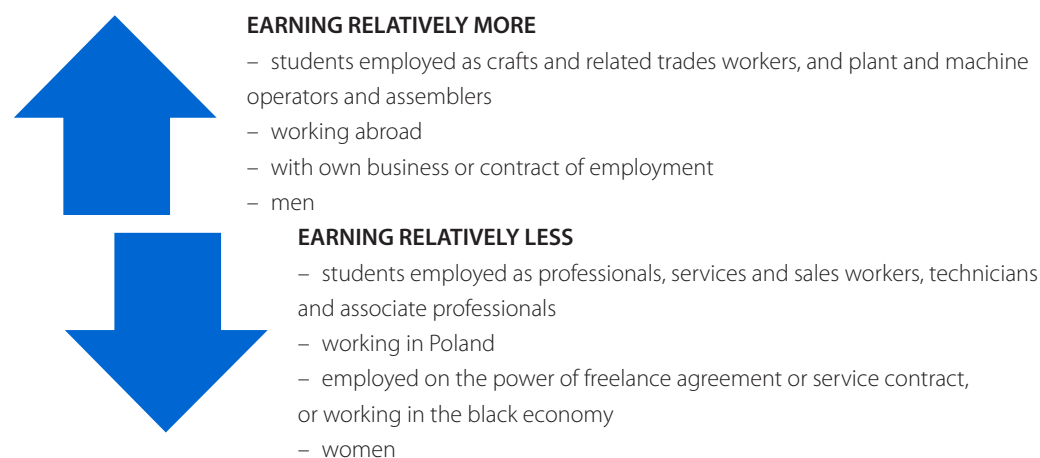 EARNING RELATIVELY MORE
– students employed as crafts and related trades workers, and plant and machine
operators and assemblers
– working abroad
– with own business or contract of employment
– men
EARNING RELATIVELY LESS
– students employed as professionals, services and sales workers, technicians
and associate professionals
– working in Poland
– employed on the power of freelance agreement or service contract,
or working in the black economy
– women